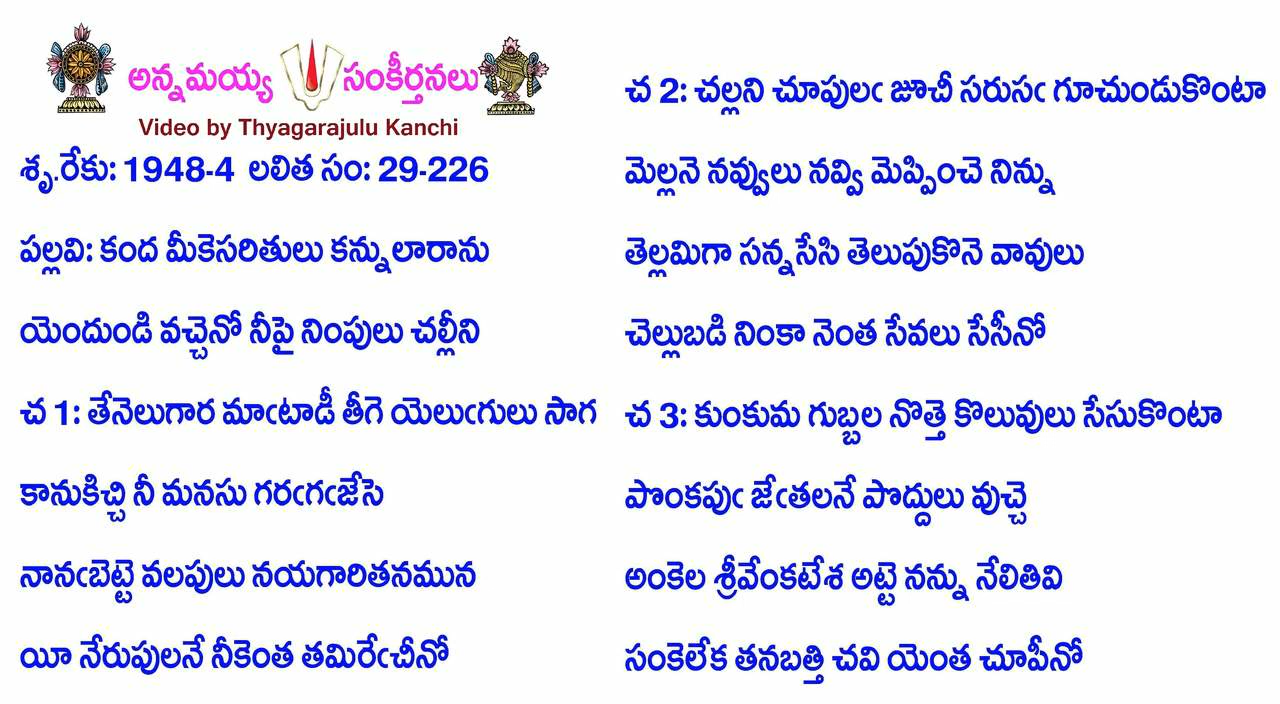 అన్నమయ్య సంకీర్తనలు
Video by Thyagarajulu Kanchi
శృ.రేకు: 1948-4 లలిత సం: 29-226
పల్లవి: కంద మీకెసరితులు కన్నులారాను
యెందుండి వచ్చెనో నీపై నింపులు చల్లీని
చ 1: తేనెలుగార మాఁటాడీ తీగె యెలుఁగులు సాగ
కానుకిచ్చి నీ మనసు గరఁగఁజేసె
నానఁబెట్టె వలపులు నయగారితనమున
యీ నేరుపులనే నీకెంత తమిరేఁచీనో
చ 2: చల్లని చూపులఁ జూచీ సరుసఁ గూచుండుకొంటా
మెల్లనె నవ్వులు నవ్వి మెప్పించె నిన్ను
తెల్లమిగా సన్నసేసి తెలుపుకొనె వావులు
చెల్లుబడి నింకా నెంత సేవలు సేసీనో
చ 3: కుంకుమ గుబ్బల నొత్తె కొలువులు సేసుకొంటా
పొంకపుఁ జేఁతలనే పొద్దులు వుచ్చె
అంకెల శ్రీవేంకటేశ అట్టె నన్ను నేలితివి
సంకెలేక తనబత్తి చవి యెంత చూపీనో